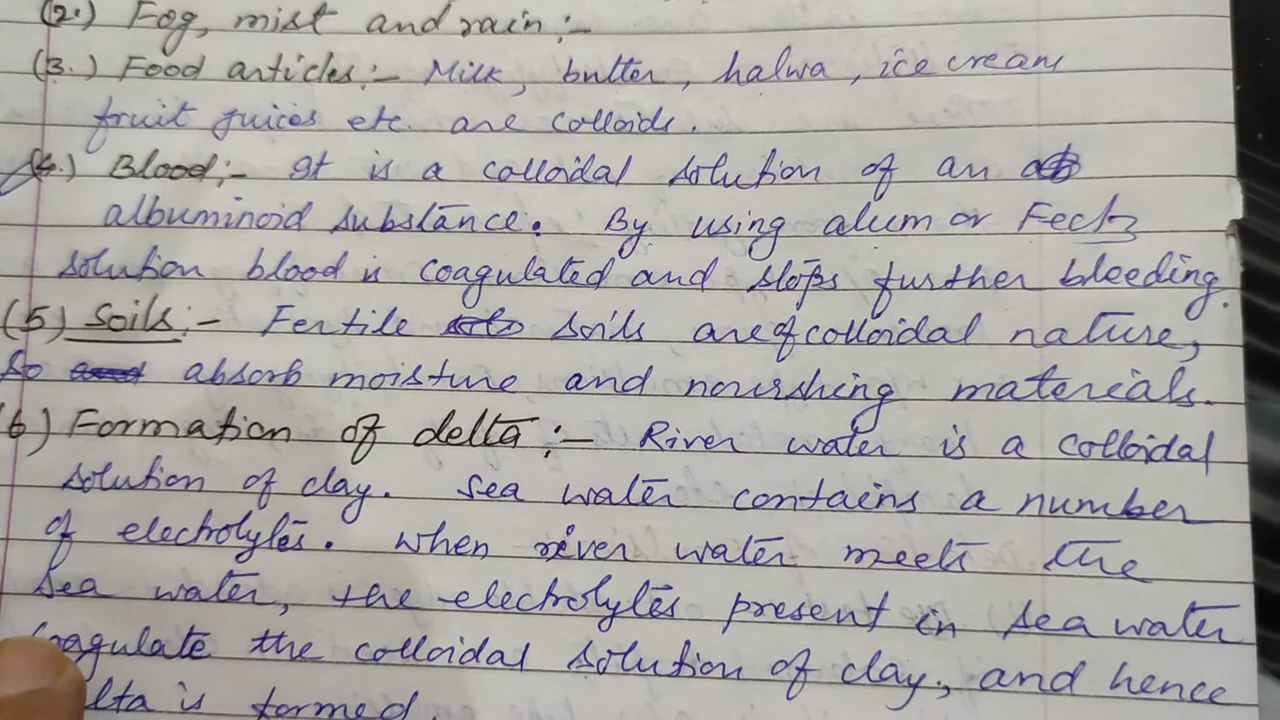 (2.) Fog, mist and rain :-
(3.) Food articles :- Milk, butter, halwa, ice cream
fruit juices etc. are colloids.
(4.) Blood :- It is a colloidal solution of an
albuminoid substance. By using alum or FeCl3
solution blood is coagulated and stops further bleeding.
(5) Soils :- Fertile soils are of colloidal nature,
So absorb moisture and nourshing materials.
6) Formation of delta :- River water is a colloidal
solution of clay. Sea water contains a number
of electrolytes. When river water meets the
Sea water, the electrolytes present in sea water
coagulate the colloidal solution of clay, and hence
lta is formed.